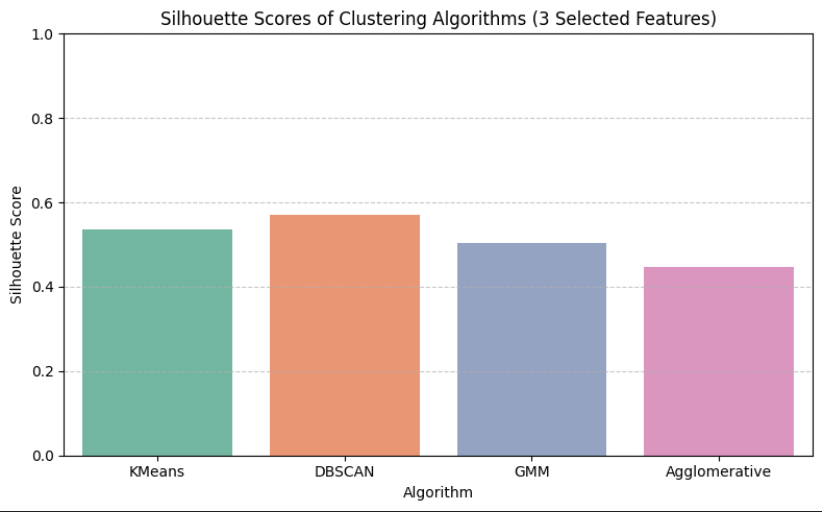 Silhouette Scores of Clustering Algorithms (3 Selected Features)
1.0
0.8
0.6
0.4
0.2
0.0
Silhouette Score
KMeans DBSCAN GMM Agglomerative
Algorithm